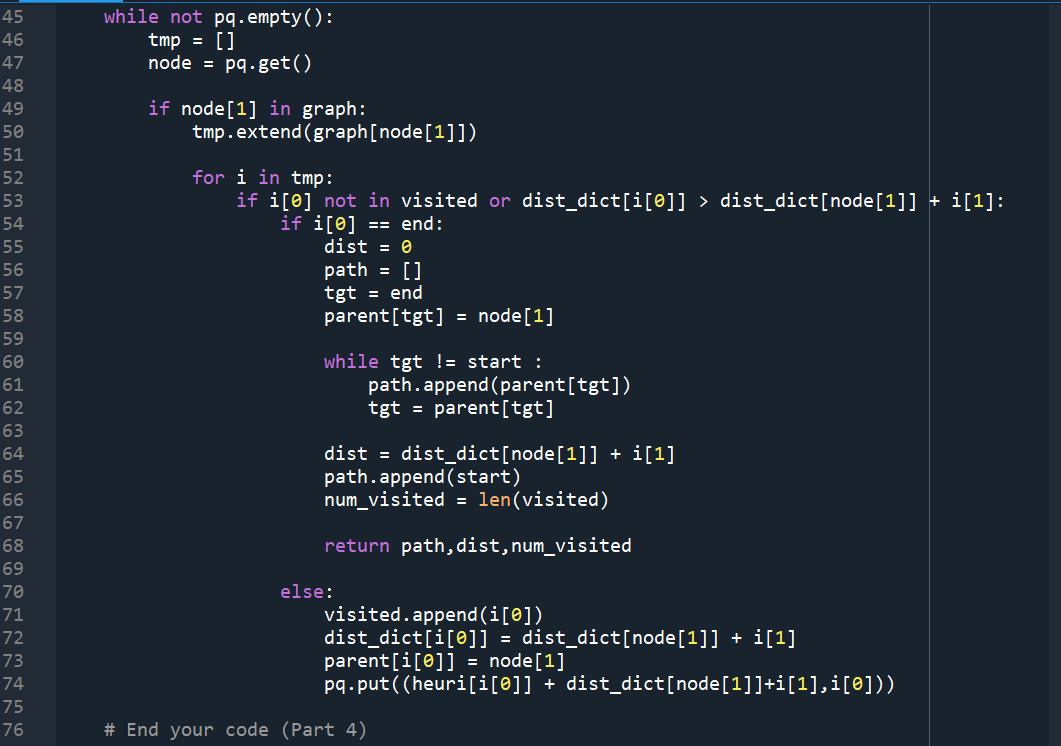 45 while not pq.empty():
46 tmp = []
47 node = pq.get()
48
49 if node[1] in graph:
50 tmp.extend(graph[node[1]])
51
52 for i in tmp:
53 if i[0] not in visited or dist_dict[i[0]] > dist_dict[node[1]] + i[1]:
54 if i[0] == end:
55 dist = 0
56 path = []
57 tgt = end
58 parent[tgt] = node[1]
59
60 while tgt != start :
61 path.append(parent[tgt])
62 tgt = parent[tgt]
63
64 dist = dist_dict[node[1]] + i[1]
65 path.append(start)
66 num_visited = len(visited)
67
68 return path,dist,num_visited
69
70 else:
71 visited.append(i[0])
72 dist_dict[i[0]] = dist_dict[node[1]] + i[1]
73 parent[i[0]] = node[1]
74 pq.put((heuri[i[0]] + dist_dict[node[1]]+i[1],i[0]))
75
76 # End your code (Part 4)